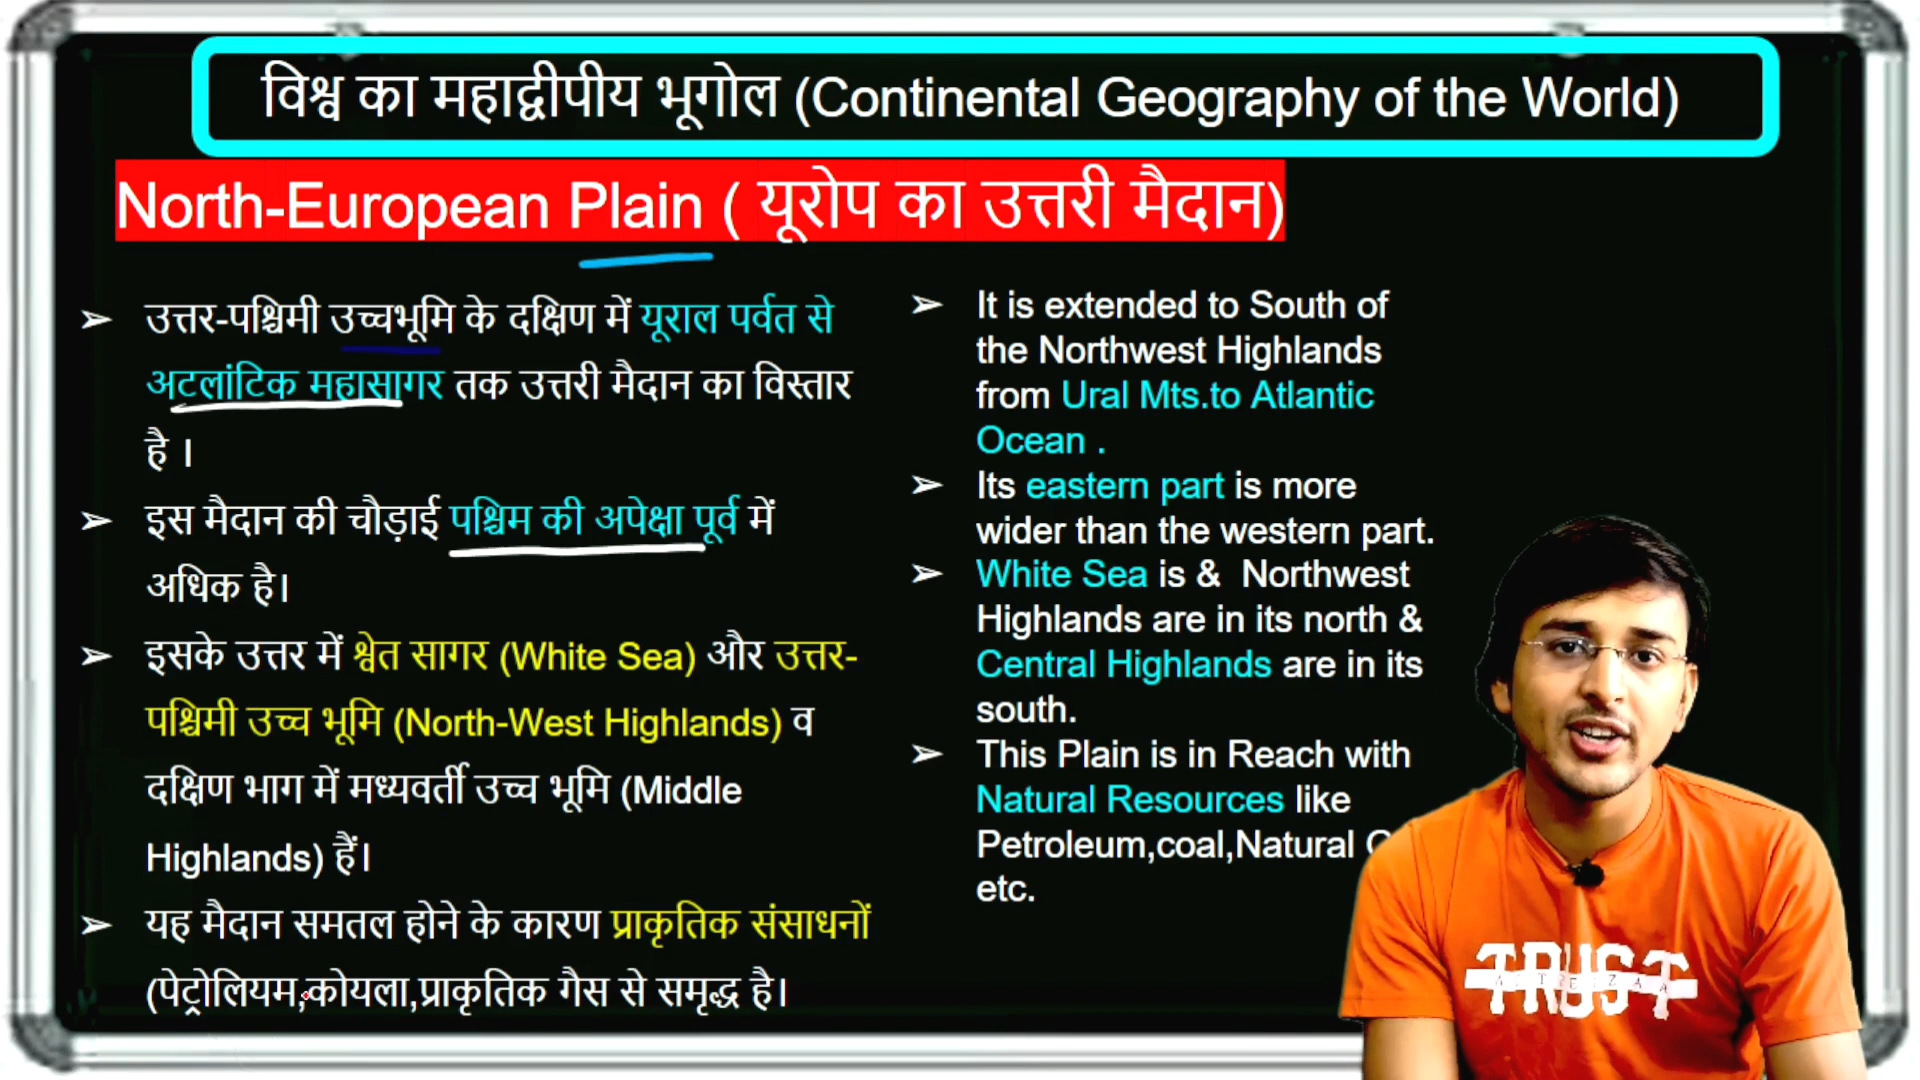 विश्व का महाद्वीपीय भूगोल (Continental Geography of the World)
North-European Plain ( यूरोप का उत्तरी मैदान)
➢ उत्तर-पश्चिमी उच्चभूमि के दक्षिण में यूराल पर्वत से
अटलांटिक महासागर तक उत्तरी मैदान का विस्तार
है ।
➢ इस मैदान की चौड़ाई पश्चिम की अपेक्षा पूर्व में
अधिक है।
➢ इसके उत्तर में श्वेत सागर (White Sea) और उत्तर-
पश्चिमी उच्च भूमि (North-West Highlands) व
दक्षिण भाग में मध्यवर्ती उच्च भूमि (Middle
Highlands) हैं।
➢ यह मैदान समतल होने के कारण प्राकृतिक संसाधनों
(पेट्रोलियम,कोयला,प्राकृतिक गैस से समृद्ध है।
➢ It is extended to South of
the Northwest Highlands
from Ural Mts.to Atlantic
Ocean .
➢ Its eastern part is more
wider than the western part.
➢ White Sea is & Northwest
Highlands are in its north &
Central Highlands are in its
south.
➢ This Plain is in Reach with
Natural Resources like
Petroleum,coal,Natural
etc.
TRUST